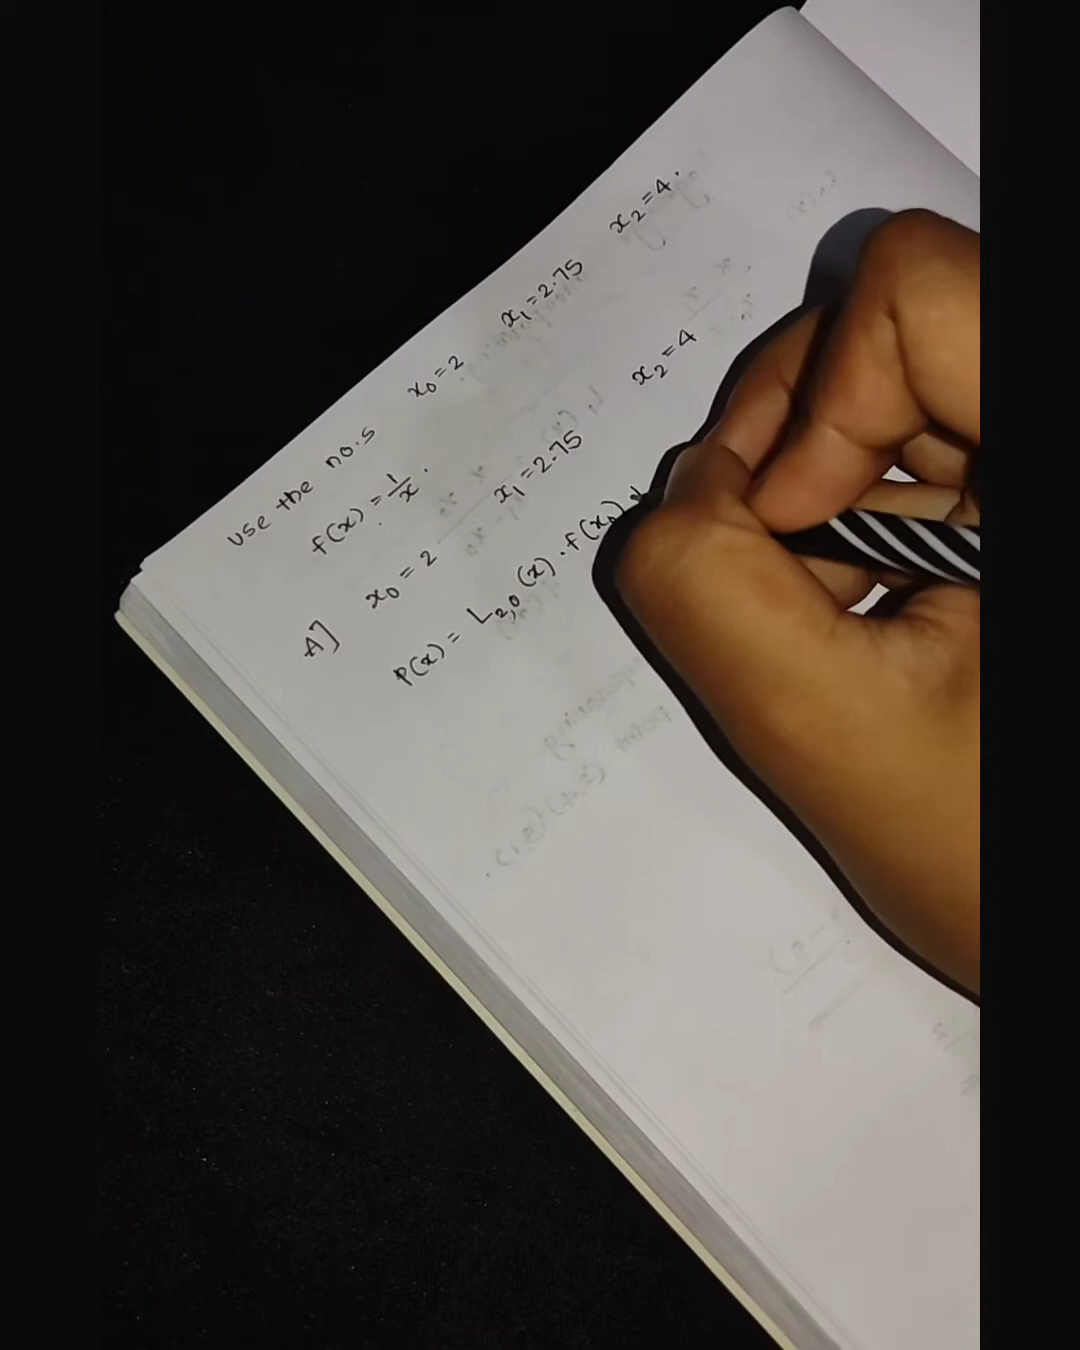 use the no.s x₀=2 x₁=2.75 x₂=4.
f(x) = 1/x.
A] x₀ = 2 x₁=2.75 x₂=4
P(x) = L₂,₀(x) · f(x₀) +